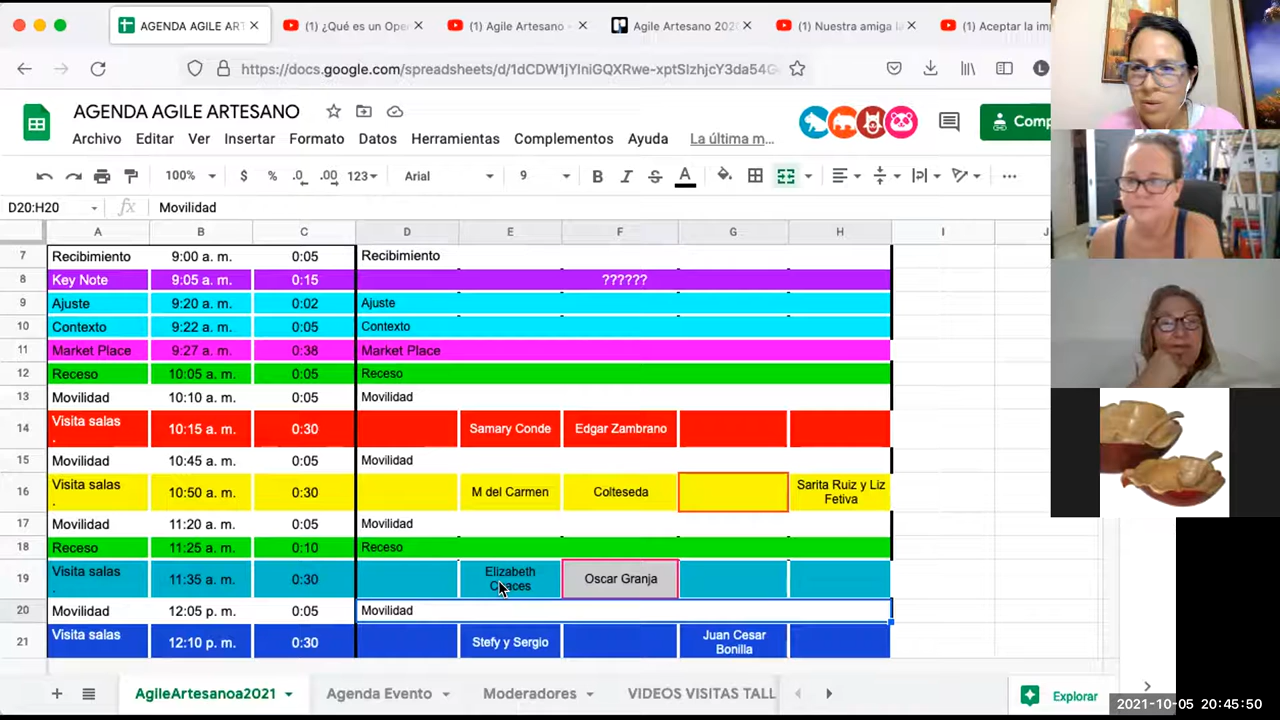 AGENDA AGILE ART
(1) ¿Qué es un Ope
(1) Agile Artesano
Agile Artesano 202
(1) Nuestra amiga l
(1) Aceptar la im
https://docs.google.com/spreadsheets/d/1dCDW1jYlniGQXRwe-xptSIzhjcY3da54G
AGENDA AGILE ARTESANO
Comp
Archivo Editar Ver Insertar Formato Datos Herramientas Complementos Ayuda La última m...
100% $ % .0 .00 123 Arial 9 B I S A
D20:H20 fx Movilidad
A B C D E F G H I J
7 Recibimiento 9:00 a. m. 0:05 Recibimiento
8 Key Note 9:05 a. m. 0:15 ??????
9 Ajuste 9:20 a. m. 0:02 Ajuste
10 Contexto 9:22 a. m. 0:05 Contexto
11 Market Place 9:27 a. m. 0:38 Market Place
12 Receso 10:05 a. m. 0:05 Receso
13 Movilidad 10:10 a. m. 0:05 Movilidad
14 Visita salas . 10:15 a. m. 0:30 Samary Conde Edgar Zambrano
15 Movilidad 10:45 a. m. 0:05 Movilidad
16 Visita salas . 10:50 a. m. 0:30 M del Carmen Colteseda Sarita Ruiz y Liz Fetiva
17 Movilidad 11:20 a. m. 0:05 Movilidad
18 Receso 11:25 a. m. 0:10 Receso
19 Visita salas . 11:35 a. m. 0:30 Elizabeth Oscar Granja
20 Movilidad 12:05 p. m. 0:05 Movilidad
21 Visita salas 12:10 p. m. 0:30 Stefy y Sergio Juan Cesar Bonilla
AgileArtesanoa2021 Agenda Evento Moderadores VIDEOS VISITAS TALL
Explorar
2021-10-05 20:45:50